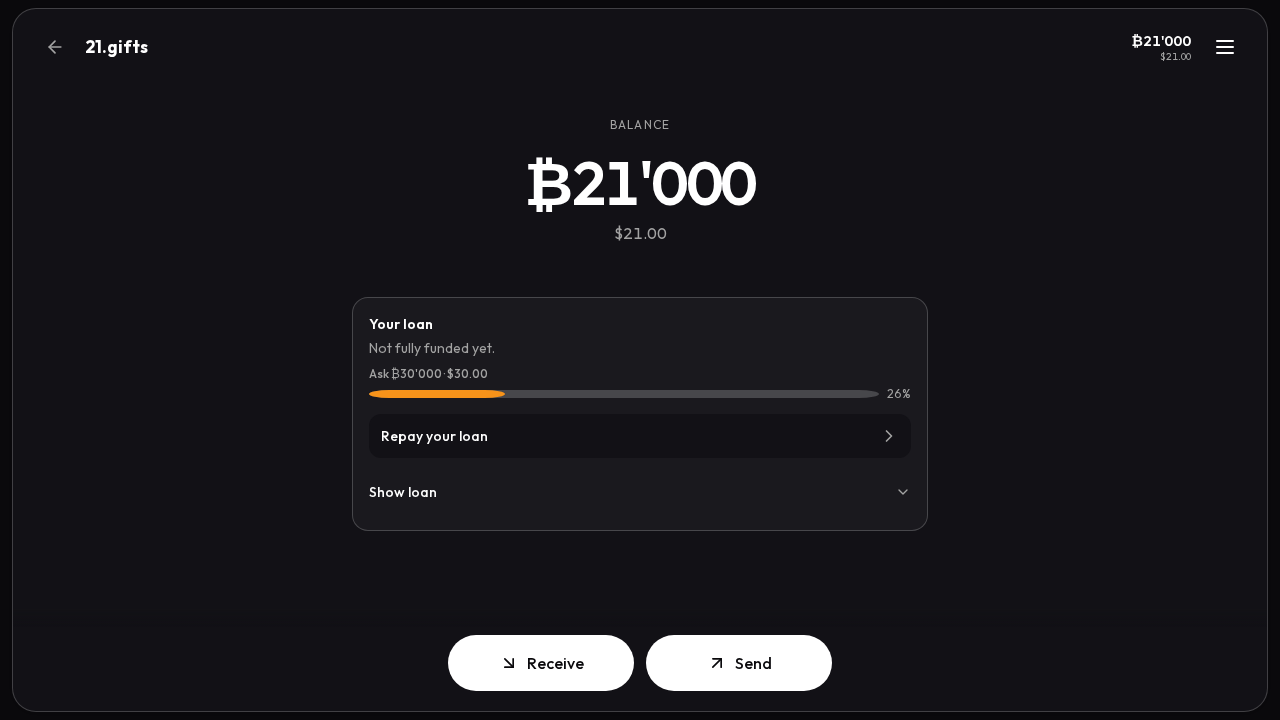 21.gifts
₿21'000
$21.00
BALANCE
₿21'000
$21.00
Your loan
Not fully funded yet.
Ask ₿30'000 · $30.00
26%
Repay your loan
Show loan
Receive
Send